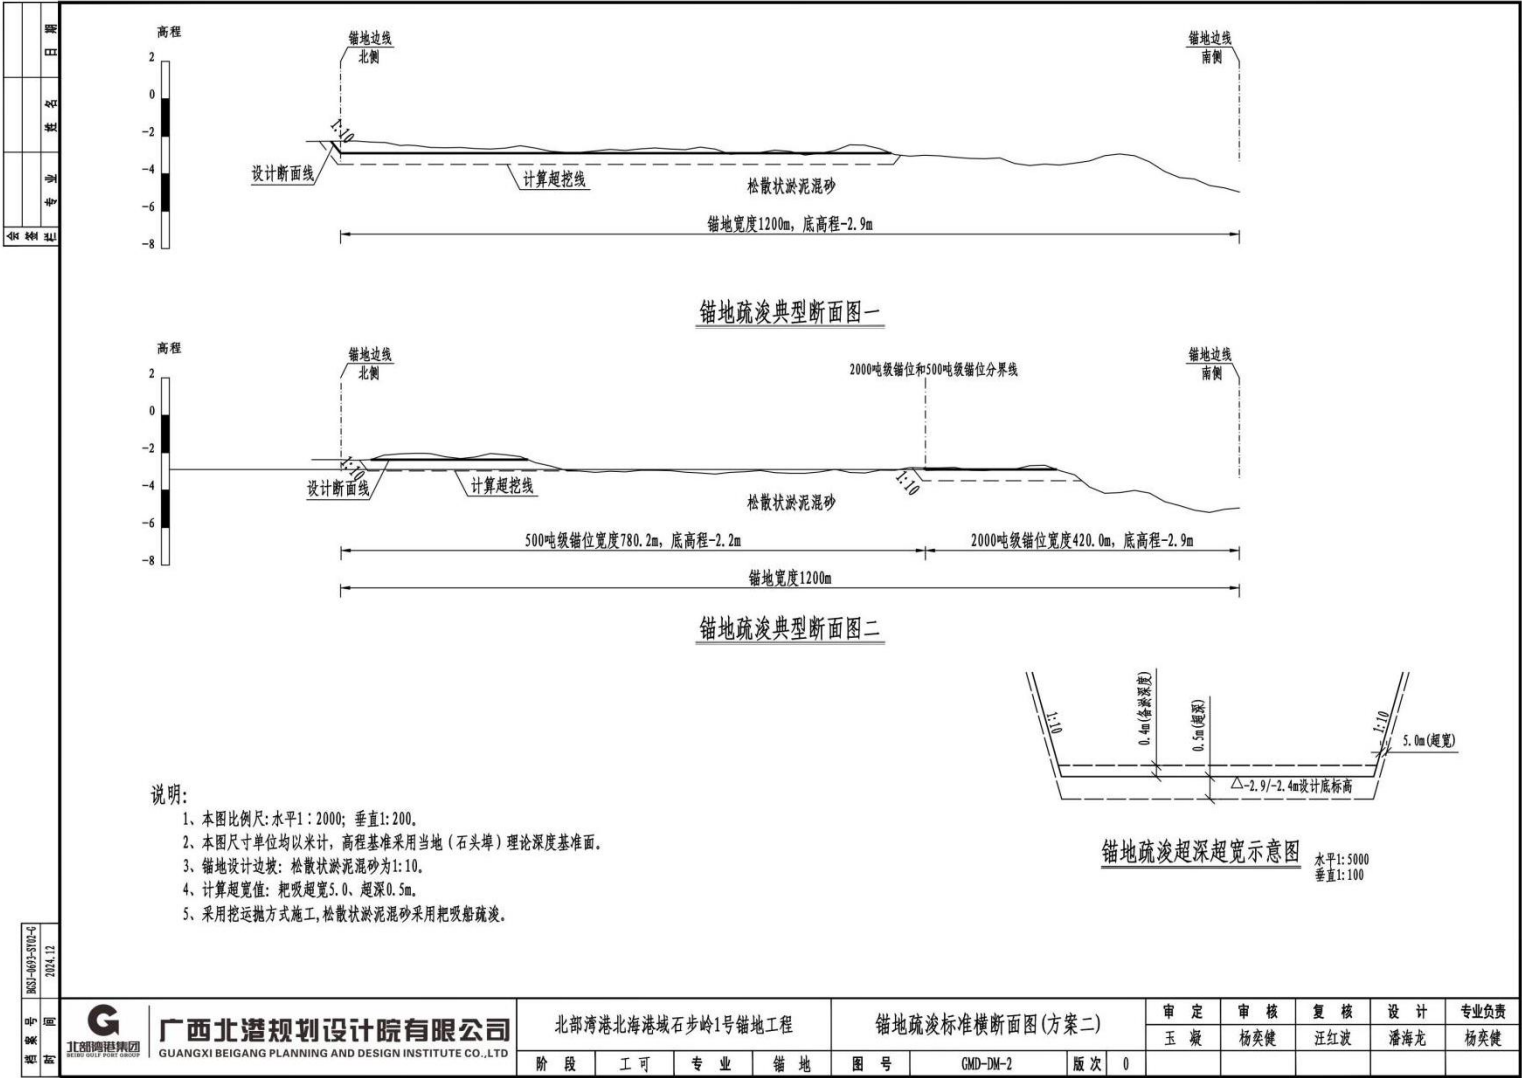 日 期
姓 名
专 业
会 签 栏
高程
2
0
-2
-4
-6
-8
锚地边线
北侧
锚地边线
南侧
1:10
设计断面线
计算超挖线
松散状淤泥混砂
锚地宽度1200m，底高程-2.9m
锚地疏浚典型断面图一
高程
2
0
-2
-4
-6
-8
锚地边线
北侧
2000吨级锚位和500吨级锚位分界线
锚地边线
南侧
1:10
设计断面线
计算超挖线
1:10
松散状淤泥混砂
500吨级锚位宽度780.2m，底高程-2.2m
2000吨级锚位宽度420.0m，底高程-2.9m
锚地宽度1200m
锚地疏浚典型断面图二
1:10
0.4m(备淤深度)
0.5m(超深)
1:10
5.0m(超宽)
-2.9/-2.4m设计底标高
锚地疏浚超深超宽示意图
水平1:5000
垂直1:100
说明：
1、本图比例尺：水平1：2000；垂直1:200。
2、本图尺寸单位均以米计，高程基准采用当地（石头埠）理论深度基准面。
3、锚地设计边坡：松散状淤泥混砂为1:10。
4、计算超宽值：耙吸超宽5.0、超深0.5m。
5、采用挖运抛方式施工，松散状淤泥混砂采用耙吸船疏浚。
档案号 BGSJ-0693-SY02-G
时 间 2024.12
北部湾港集团
BEIBU GULF PORT GROUP
广西北港规划设计院有限公司
GUANGXI BEIGANG PLANNING AND DESIGN INSTITUTE CO.,LTD
北部湾港北海港域石步岭1号锚地工程
锚地疏浚标准横断面图(方案二)
审 定 审 核 复 核 设 计 专业负责
玉 凝 杨奕健 汪红波 潘海龙 杨奕健
阶 段 工 可 专 业 锚 地 图 号 GMD-DM-2 版 次 0